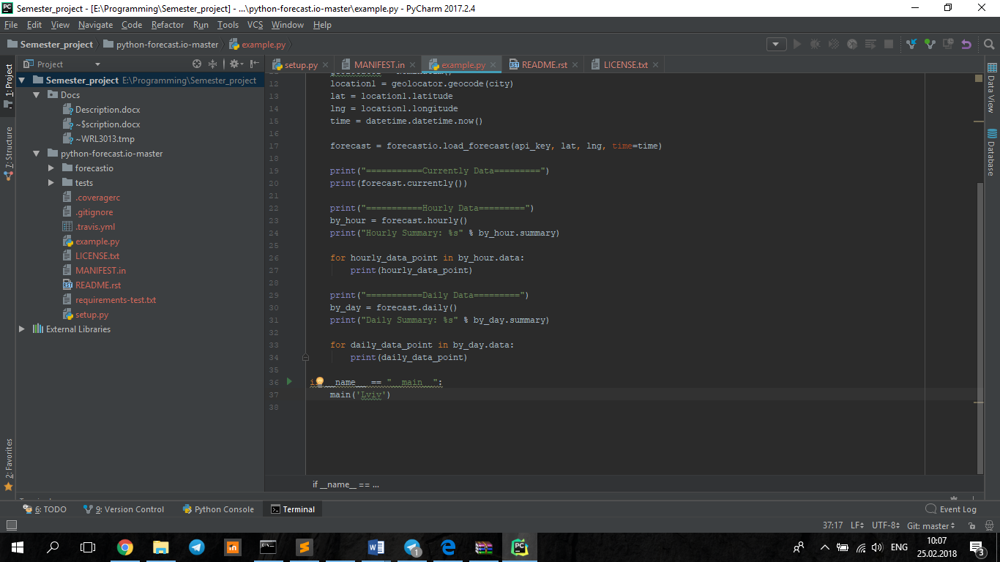 Semester_project - [E:\Programming\Semester_project] - ...\python-forecast.io-master\example.py - PyCharm 2017.2.4
File Edit View Navigate Code Refactor Run Tools VCS Window Help
Semester_project python-forecast.io-master example.py
Project
setup.py MANIFEST.in example.py README.rst LICENSE.txt
1: Project
7: Structure
2: Favorites
Semester_project E:\Programming\Semester_project
Docs
Description.docx
~$scription.docx
~WRL3013.tmp
python-forecast.io-master
forecastio
tests
.coveragerc
.gitignore
.travis.yml
example.py
LICENSE.txt
MANIFEST.in
README.rst
requirements-test.txt
setup.py
External Libraries
12 location1 = geolocator.geocode(city)
13 lat = location1.latitude
14 lng = location1.longitude
15 time = datetime.datetime.now()
16
17 forecast = forecastio.load_forecast(api_key, lat, lng, time=time)
18
19 print("===========Currently Data=========")
20 print(forecast.currently())
21
22 print("===========Hourly Data=========")
23 by_hour = forecast.hourly()
24 print("Hourly Summary: %s" % by_hour.summary)
25
26 for hourly_data_point in by_hour.data:
27 print(hourly_data_point)
28
29 print("===========Daily Data=========")
30 by_day = forecast.daily()
31 print("Daily Summary: %s" % by_day.summary)
32
33 for daily_data_point in by_day.data:
34 print(daily_data_point)
35
36 __name__ == "__main__":
37 main('Lviv')
38
if __name__ == ...
Data View
Database
6: TODO 9: Version Control Python Console Terminal Event Log
37:17 LF UTF-8 Git: master
ENG
10:07
25.02.2018
1
3